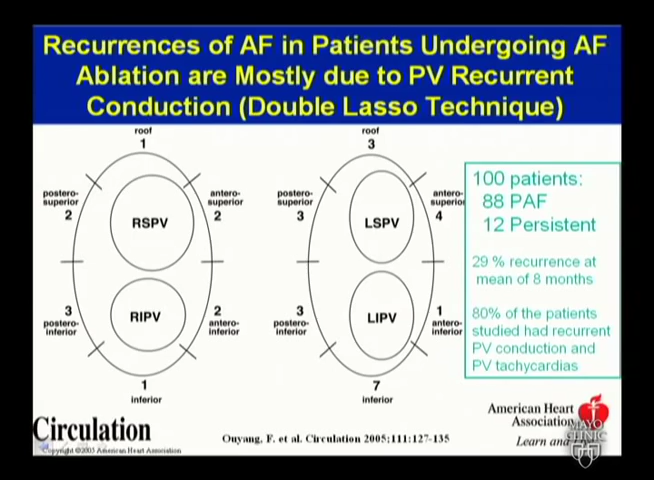 Recurrences of AF in Patients Undergoing AF
Ablation are Mostly due to PV Recurrent
Conduction (Double Lasso Technique)
roof
1
postero-
superior
2
antero-
superior
2
RSPV
RIPV
3
postero-
inferior
2
antero-
inferior
1
inferior
roof
3
postero-
superior
3
antero-
superior
4
LSPV
LIPV
3
postero-
inferior
1
antero-
inferior
7
inferior
100 patients:
88 PAF
12 Persistent
29 % recurrence at
mean of 8 months
80% of the patients
studied had recurrent
PV conduction and
PV tachycardias
Circulation
Copyright ©2005 American Heart Association
Ouyang, F. et al. Circulation 2005;111:127-135
American Heart
Association
Learn and
MAYO
CLINIC